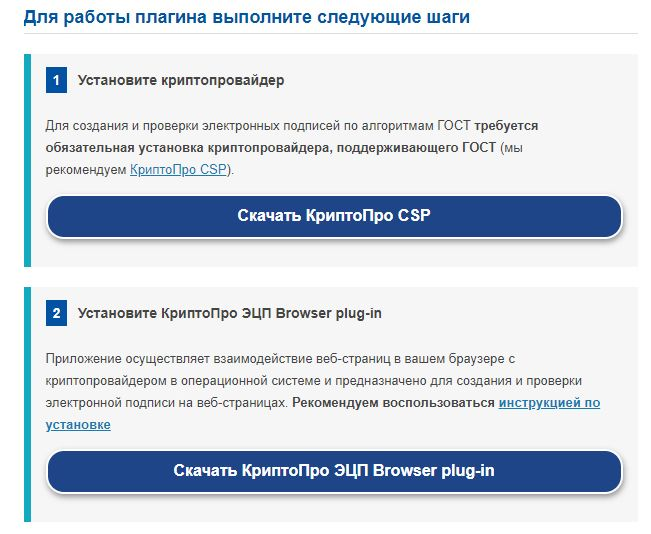 Для работы плагина выполните следующие шаги
1 Установите криптопровайдер
Для создания и проверки электронных подписей по алгоритмам ГОСТ требуется
обязательная установка криптопровайдера, поддерживающего ГОСТ (мы
рекомендуем КриптоПро CSP).
Скачать КриптоПро CSP
2 Установите КриптоПро ЭЦП Browser plug-in
Приложение осуществляет взаимодействие веб-страниц в вашем браузере с
криптопровайдером в операционной системе и предназначено для создания и проверки
электронной подписи на веб-страницах. Рекомендуем воспользоваться инструкцией по
установке
Скачать КриптоПро ЭЦП Browser plug-in